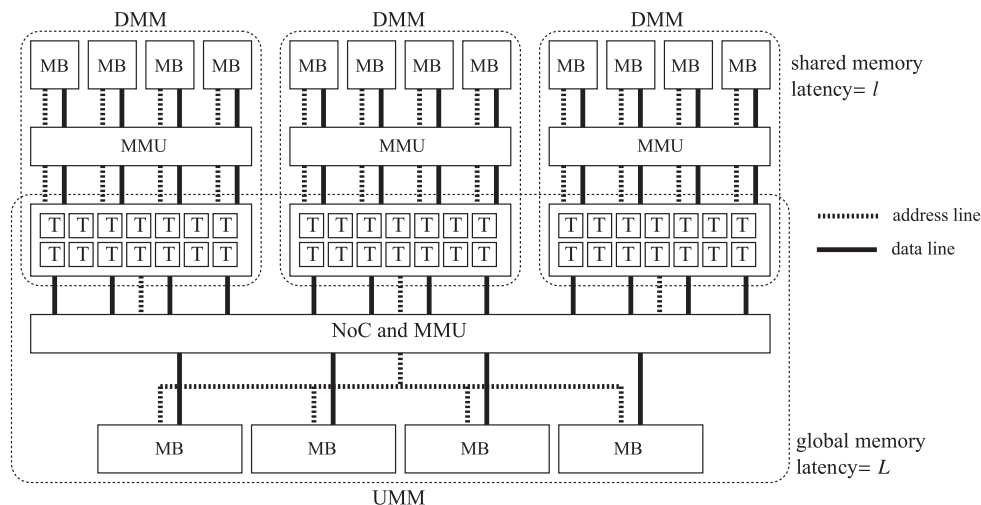 DMM DMM DMM
MB MB MB MB MB MB MB MB MB MB MB MB
shared memory
latency= l
MMU MMU MMU
T T T T T T T T T T T T T T T T T T T T T
T T T T T T T T T T T T T T T T T T T T T
address line
data line
NoC and MMU
MB MB MB MB
global memory
latency= L
UMM